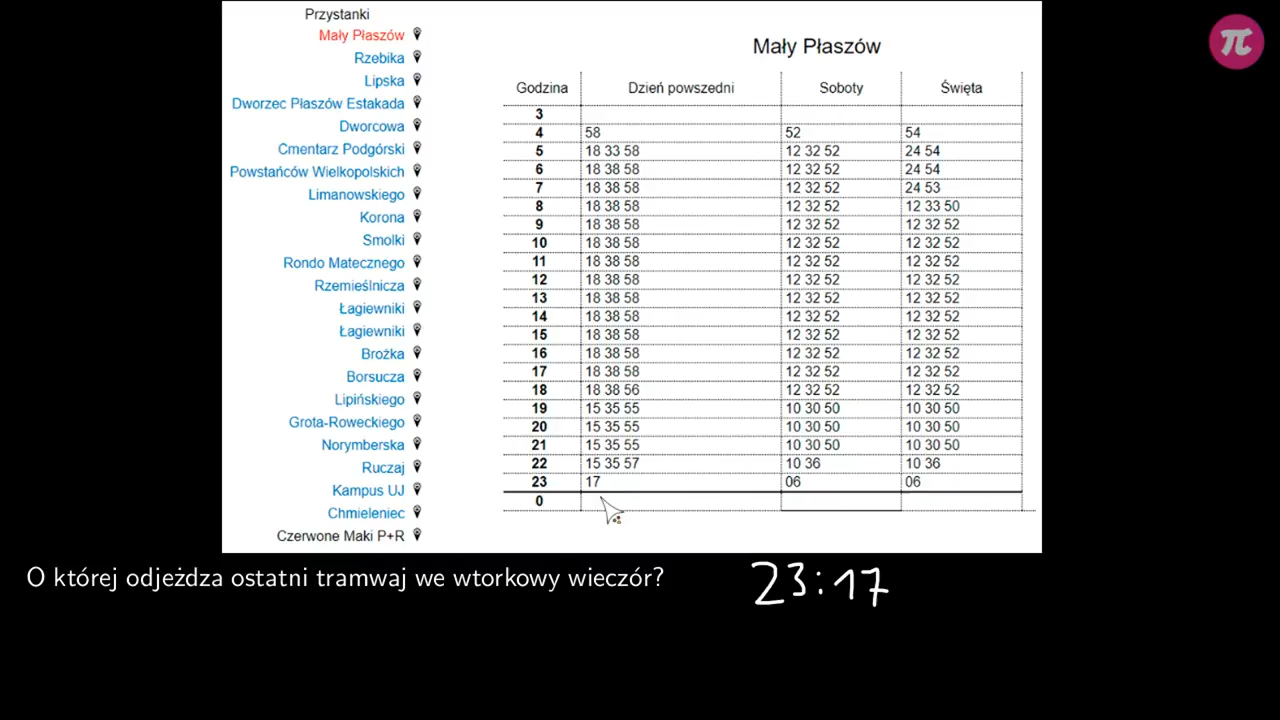 Przystanki
Mały Płaszów
Rzebika
Lipska
Dworzec Płaszów Estakada
Dworcowa
Cmentarz Podgórski
Powstańców Wielkopolskich
Limanowskiego
Korona
Smolki
Rondo Matecznego
Rzemieślnicza
Łagiewniki
Łagiewniki
Brożka
Borsucza
Lipińskiego
Grota-Roweckiego
Norymberska
Ruczaj
Kampus UJ
Chmieleniec
Czerwone Maki P+R
Mały Płaszów
Godzina Dzień powszedni Soboty Święta
3
4 58 52 54
5 18 33 58 12 32 52 24 54
6 18 38 58 12 32 52 24 54
7 18 38 58 12 32 52 24 53
8 18 38 58 12 32 52 12 33 50
9 18 38 58 12 32 52 12 32 52
10 18 38 58 12 32 52 12 32 52
11 18 38 58 12 32 52 12 32 52
12 18 38 58 12 32 52 12 32 52
13 18 38 58 12 32 52 12 32 52
14 18 38 58 12 32 52 12 32 52
15 18 38 58 12 32 52 12 32 52
16 18 38 58 12 32 52 12 32 52
17 18 38 58 12 32 52 12 32 52
18 18 38 56 12 32 52 12 32 52
19 15 35 55 10 30 50 10 30 50
20 15 35 55 10 30 50 10 30 50
21 15 35 55 10 30 50 10 30 50
22 15 35 57 10 36 10 36
23 17 06 06
0
O której odjeżdza ostatni tramwaj we wtorkowy wieczór? 23:17
π